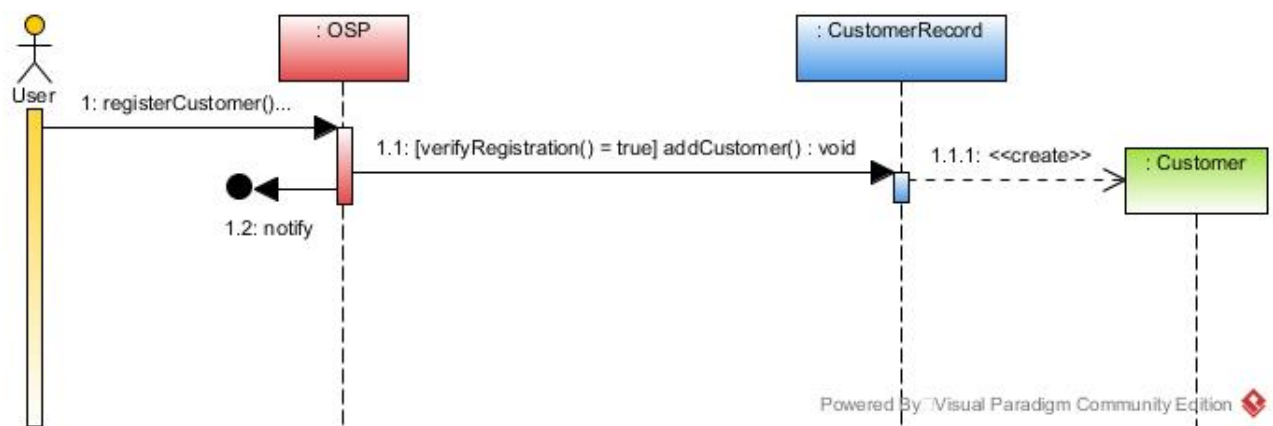 : OSP
: CustomerRecord
User
1: registerCustomer()...
1.1: [verifyRegistration() = true] addCustomer() : void
1.1.1: <<create>>
: Customer
1.2: notify
Powered By Visual Paradigm Community Edition